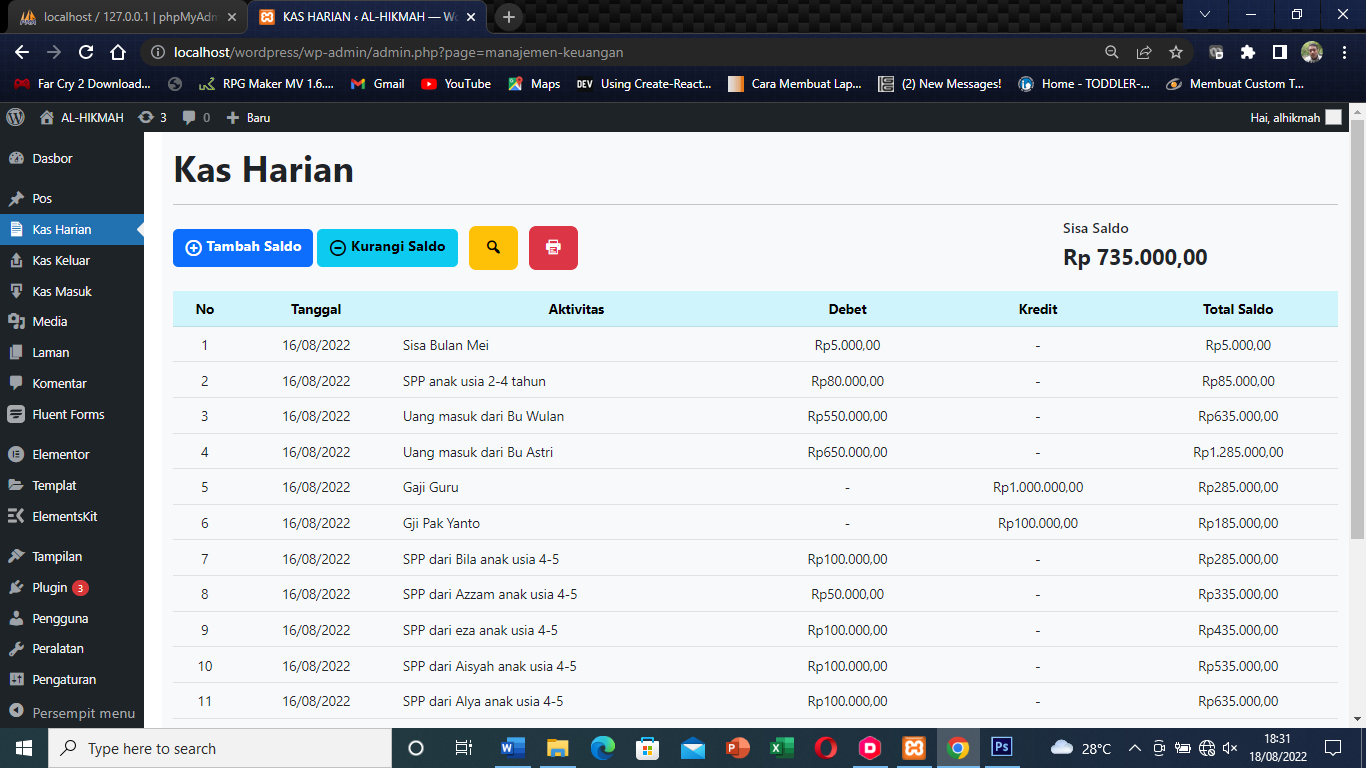 localhost / 127.0.0.1 | phpMyAdm
KAS HARIAN ‹ AL-HIKMAH — Wo
localhost/wordpress/wp-admin/admin.php?page=manajemen-keuangan
Far Cry 2 Download...
RPG Maker MV 1.6....
Gmail
YouTube
Maps
DEV Using Create-React...
Cara Membuat Lap...
(2) New Messages!
Home - TODDLER-...
Membuat Custom T...
AL-HIKMAH
3
0
Baru
Hai, alhikmah
Dasbor
Pos
Kas Harian
Kas Keluar
Kas Masuk
Media
Laman
Komentar
Fluent Forms
Elementor
Templat
ElementsKit
Tampilan
Plugin 3
Pengguna
Peralatan
Pengaturan
Persempit menu
Kas Harian
Tambah Saldo
Kurangi Saldo
Sisa Saldo
Rp 735.000,00
No Tanggal Aktivitas Debet Kredit Total Saldo
1 16/08/2022 Sisa Bulan Mei Rp5.000,00 - Rp5.000,00
2 16/08/2022 SPP anak usia 2-4 tahun Rp80.000,00 - Rp85.000,00
3 16/08/2022 Uang masuk dari Bu Wulan Rp550.000,00 - Rp635.000,00
4 16/08/2022 Uang masuk dari Bu Astri Rp650.000,00 - Rp1.285.000,00
5 16/08/2022 Gaji Guru - Rp1.000.000,00 Rp285.000,00
6 16/08/2022 Gji Pak Yanto - Rp100.000,00 Rp185.000,00
7 16/08/2022 SPP dari Bila anak usia 4-5 Rp100.000,00 - Rp285.000,00
8 16/08/2022 SPP dari Azzam anak usia 4-5 Rp50.000,00 - Rp335.000,00
9 16/08/2022 SPP dari eza anak usia 4-5 Rp100.000,00 - Rp435.000,00
10 16/08/2022 SPP dari Aisyah anak usia 4-5 Rp100.000,00 - Rp535.000,00
11 16/08/2022 SPP dari Alya anak usia 4-5 Rp100.000,00 - Rp635.000,00
Type here to search
28°C
18:31
18/08/2022